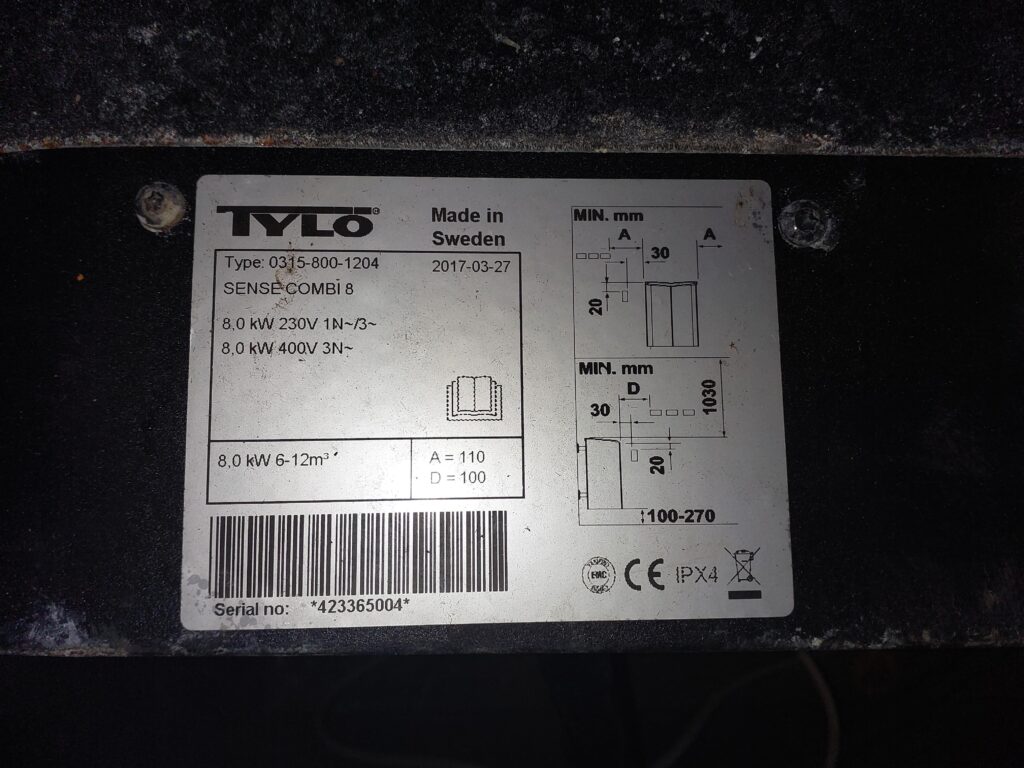 TYLÖ®
Made in
Sweden
Type: 0315-800-1204
2017-03-27
SENSE COMBI 8
8,0 kW 230V 1N~/3~
8,0 kW 400V 3N~
8,0 kW 6-12m³
A = 110
D = 100
Serial no: *423365004*
MIN. mm
A
A
30
20
MIN. mm
D
30
1030
20
100-270
EMC
CE IPX4